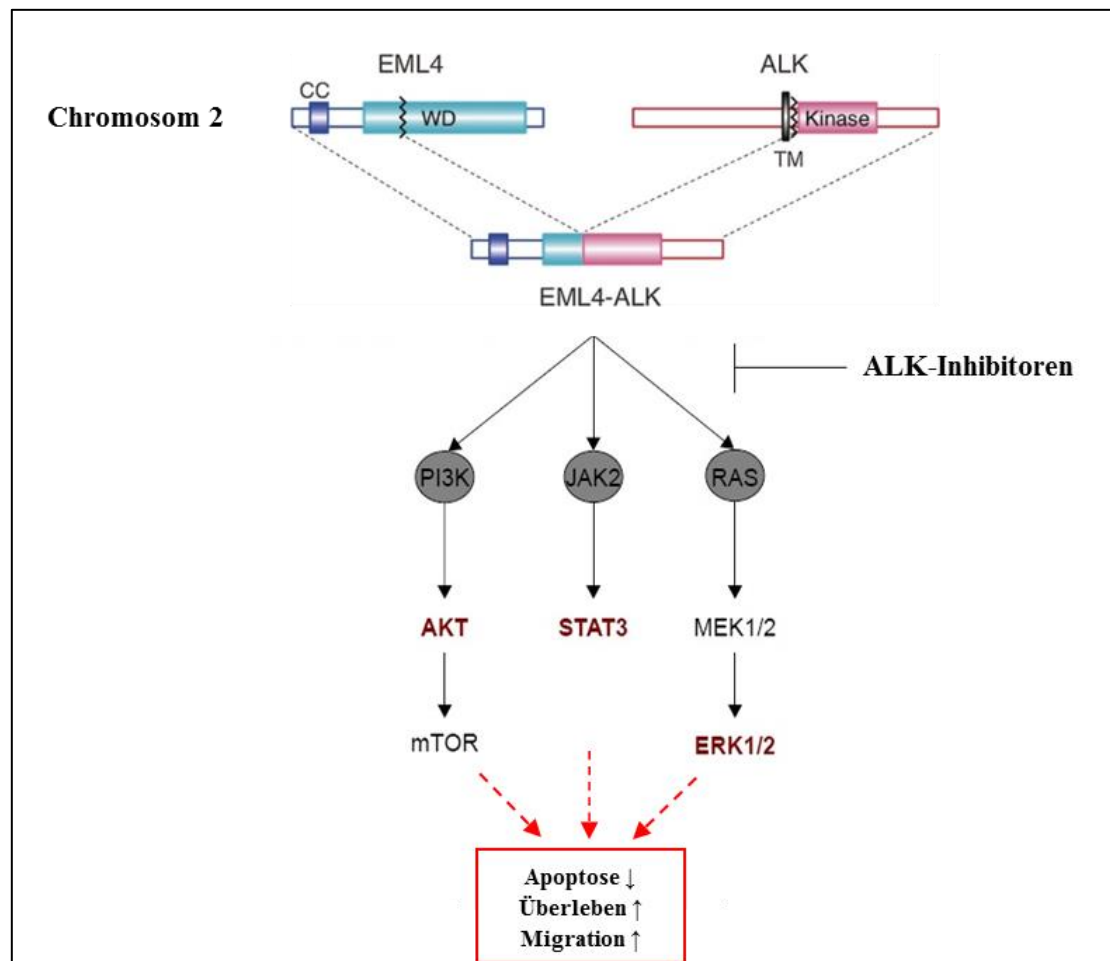 EML4 ALK
CC
Chromosom 2
WD Kinase
TM
EML4-ALK
ALK-Inhibitoren
PI3K JAK2 RAS
AKT STAT3 MEK1/2
mTOR ERK1/2
Apoptose ↓
Überleben ↑
Migration ↑